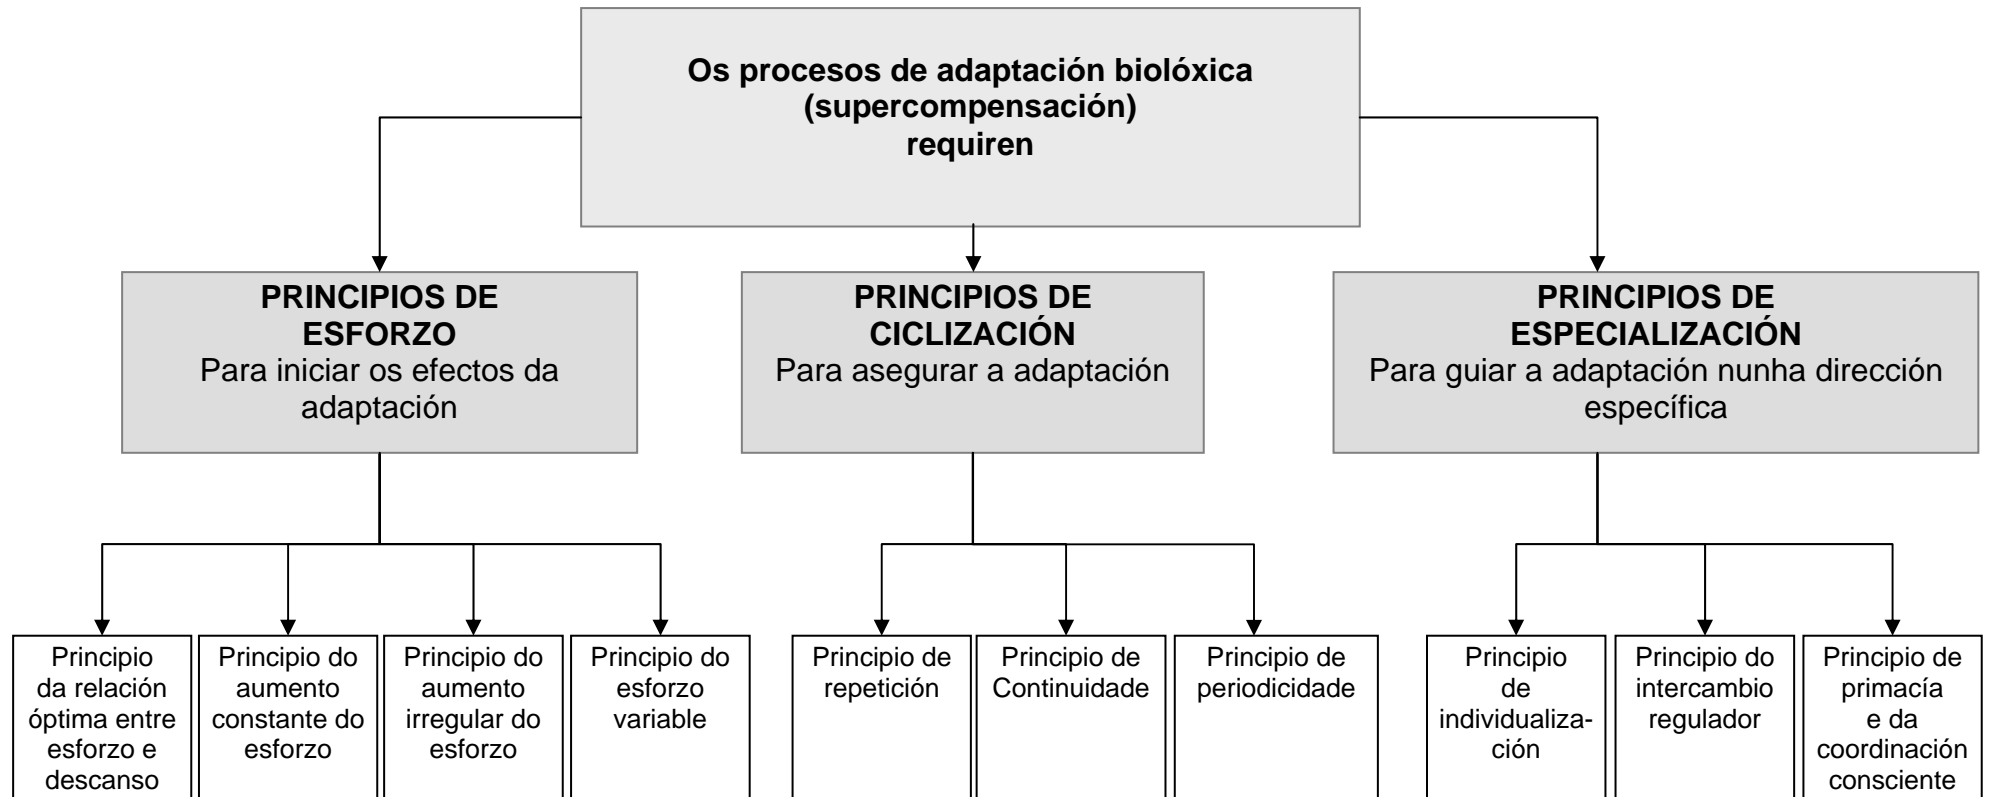 Os procesos de adaptación biolóxica
(supercompensación)
requiren
PRINCIPIOS DE
ESFORZO
Para iniciar os efectos da
adaptación
PRINCIPIOS DE
CICLIZACIÓN
Para asegurar a adaptación
PRINCIPIOS DE
ESPECIALIZACIÓN
Para guiar a adaptación nunha dirección
específica
Principio
da relación
óptima entre
esforzo e
descanso
Principio do
aumento
constante do
esforzo
Principio do
aumento
irregular do
esforzo
Principio do
esforzo
variable
Principio de
repetición
Principio de
Continuidade
Principio de
periodicidade
Principio
de
individualiza-
ción
Principio do
intercambio
regulador
Principio de
primacía
e da
coordinación
consciente